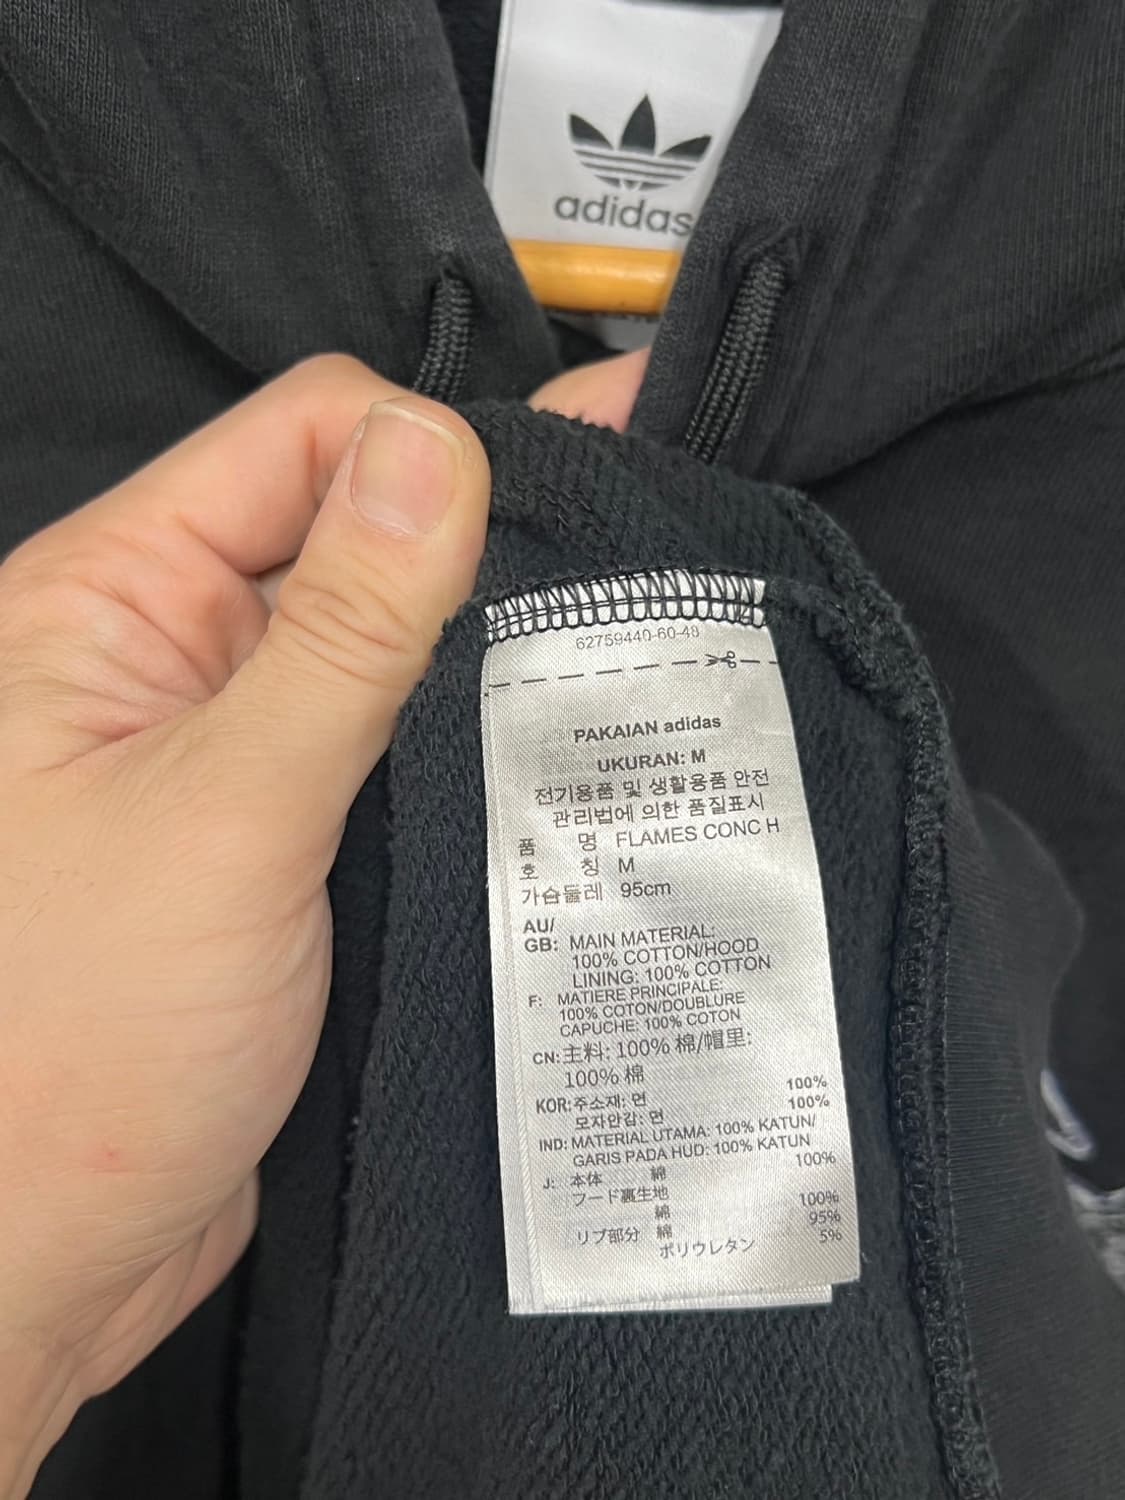 adidas
62759440-60-48
PAKAIAN adidas
UKURAN: M
전기용품 및 생활용품 안전
관리법에 의한 품질표시
품 명 FLAMES CONC H
호 칭 M
가슴둘레 95cm
AU/
GB: MAIN MATERIAL:
100% COTTON/HOOD
LINING: 100% COTTON
F: MATIERE PRINCIPALE:
100% COTON/DOUBLURE
CAPUCHE: 100% COTON
CN: 主料: 100% 棉/帽里:
100% 棉
KOR: 주소재: 면 100%
모자안감: 면 100%
IND: MATERIAL UTAMA: 100% KATUN/
GARIS PADA HUD: 100% KATUN
J: 本体 綿 100%
フード裏生地
綿 100%
リブ部分 綿 95%
ポリウレタン 5%